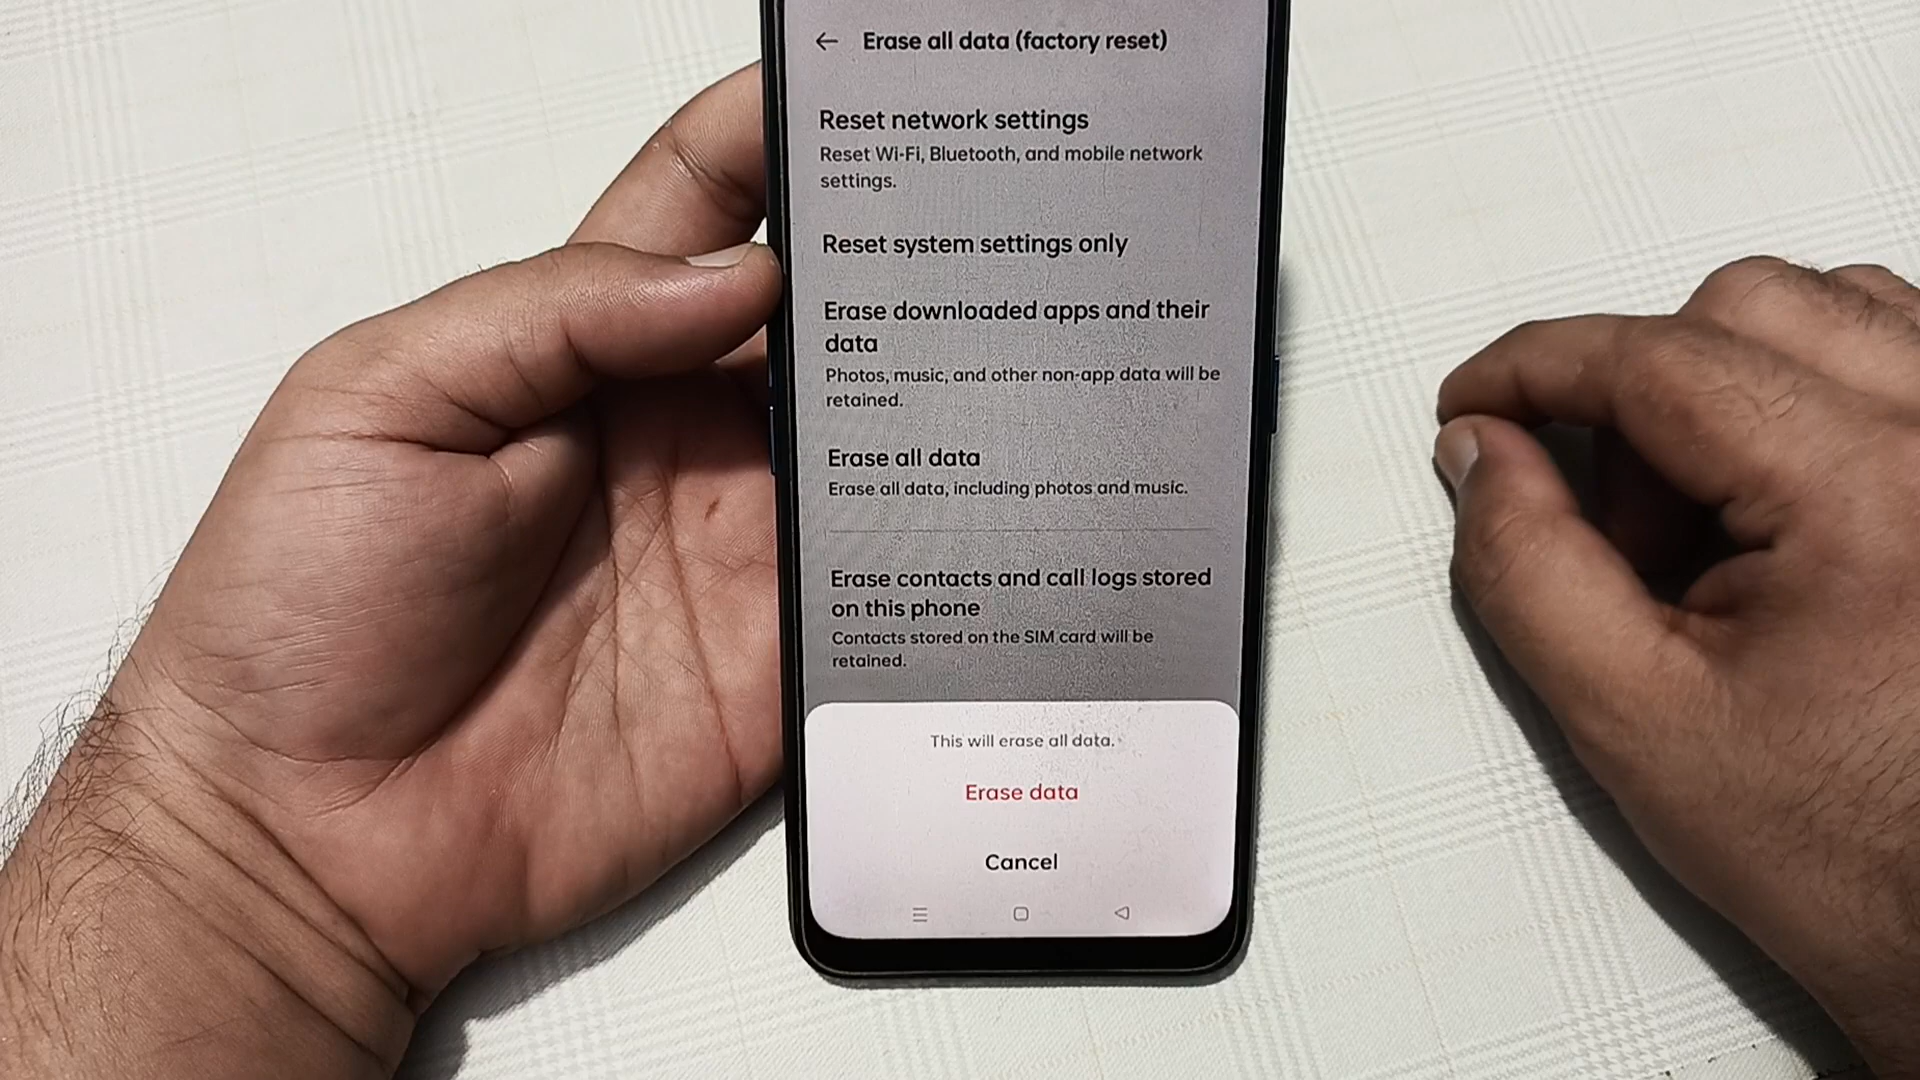 Erase all data (factory reset)
Reset network settings
Reset Wi-Fi, Bluetooth, and mobile network
settings.
Reset system settings only
Erase downloaded apps and their
data
Photos, music, and other non-app data will be
retained.
Erase all data
Erase all data, including photos and music.
Erase contacts and call logs stored
on this phone
Contacts stored on the SIM card will be
retained.
This will erase all data.
Erase data
Cancel